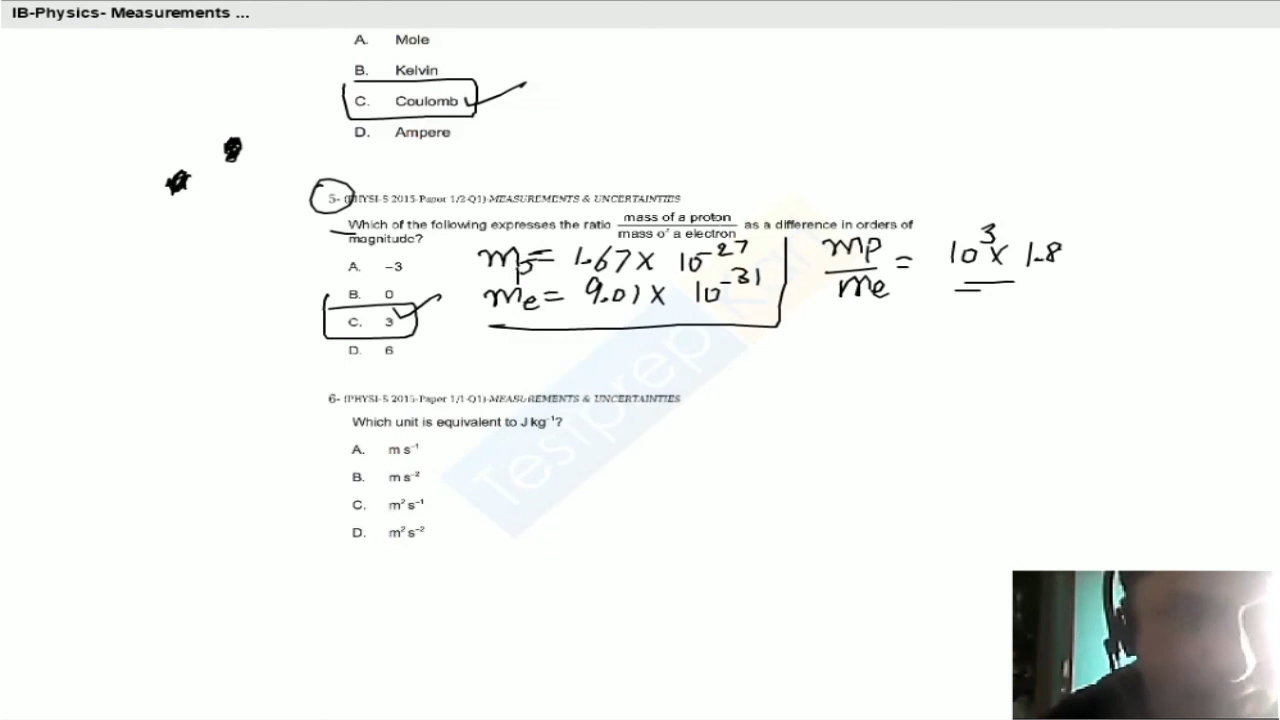 IB-Physics- Measurements ...
A. Mole
B. Kelvin
C. Coulomb
D. Ampere
5- (PHYSI-S 2015-Paper 1/2-Q1)-MEASUREMENTS & UNCERTAINTIES
Which of the following expresses the ratio mass of a proton / mass of a electron as a difference in orders of
magnitude?
A. −3
B. 0
C. 3
D. 6
mp = 1.67 × 10^-27
me = 9.01 × 10^-31
mp / me = 10^3 × 1.8
6- (PHYSI-S 2015-Paper 1/1-Q1)-MEASUREMENTS & UNCERTAINTIES
Which unit is equivalent to J kg⁻¹?
A. m s⁻¹
B. m s⁻²
C. m² s⁻¹
D. m² s⁻²
Testprep